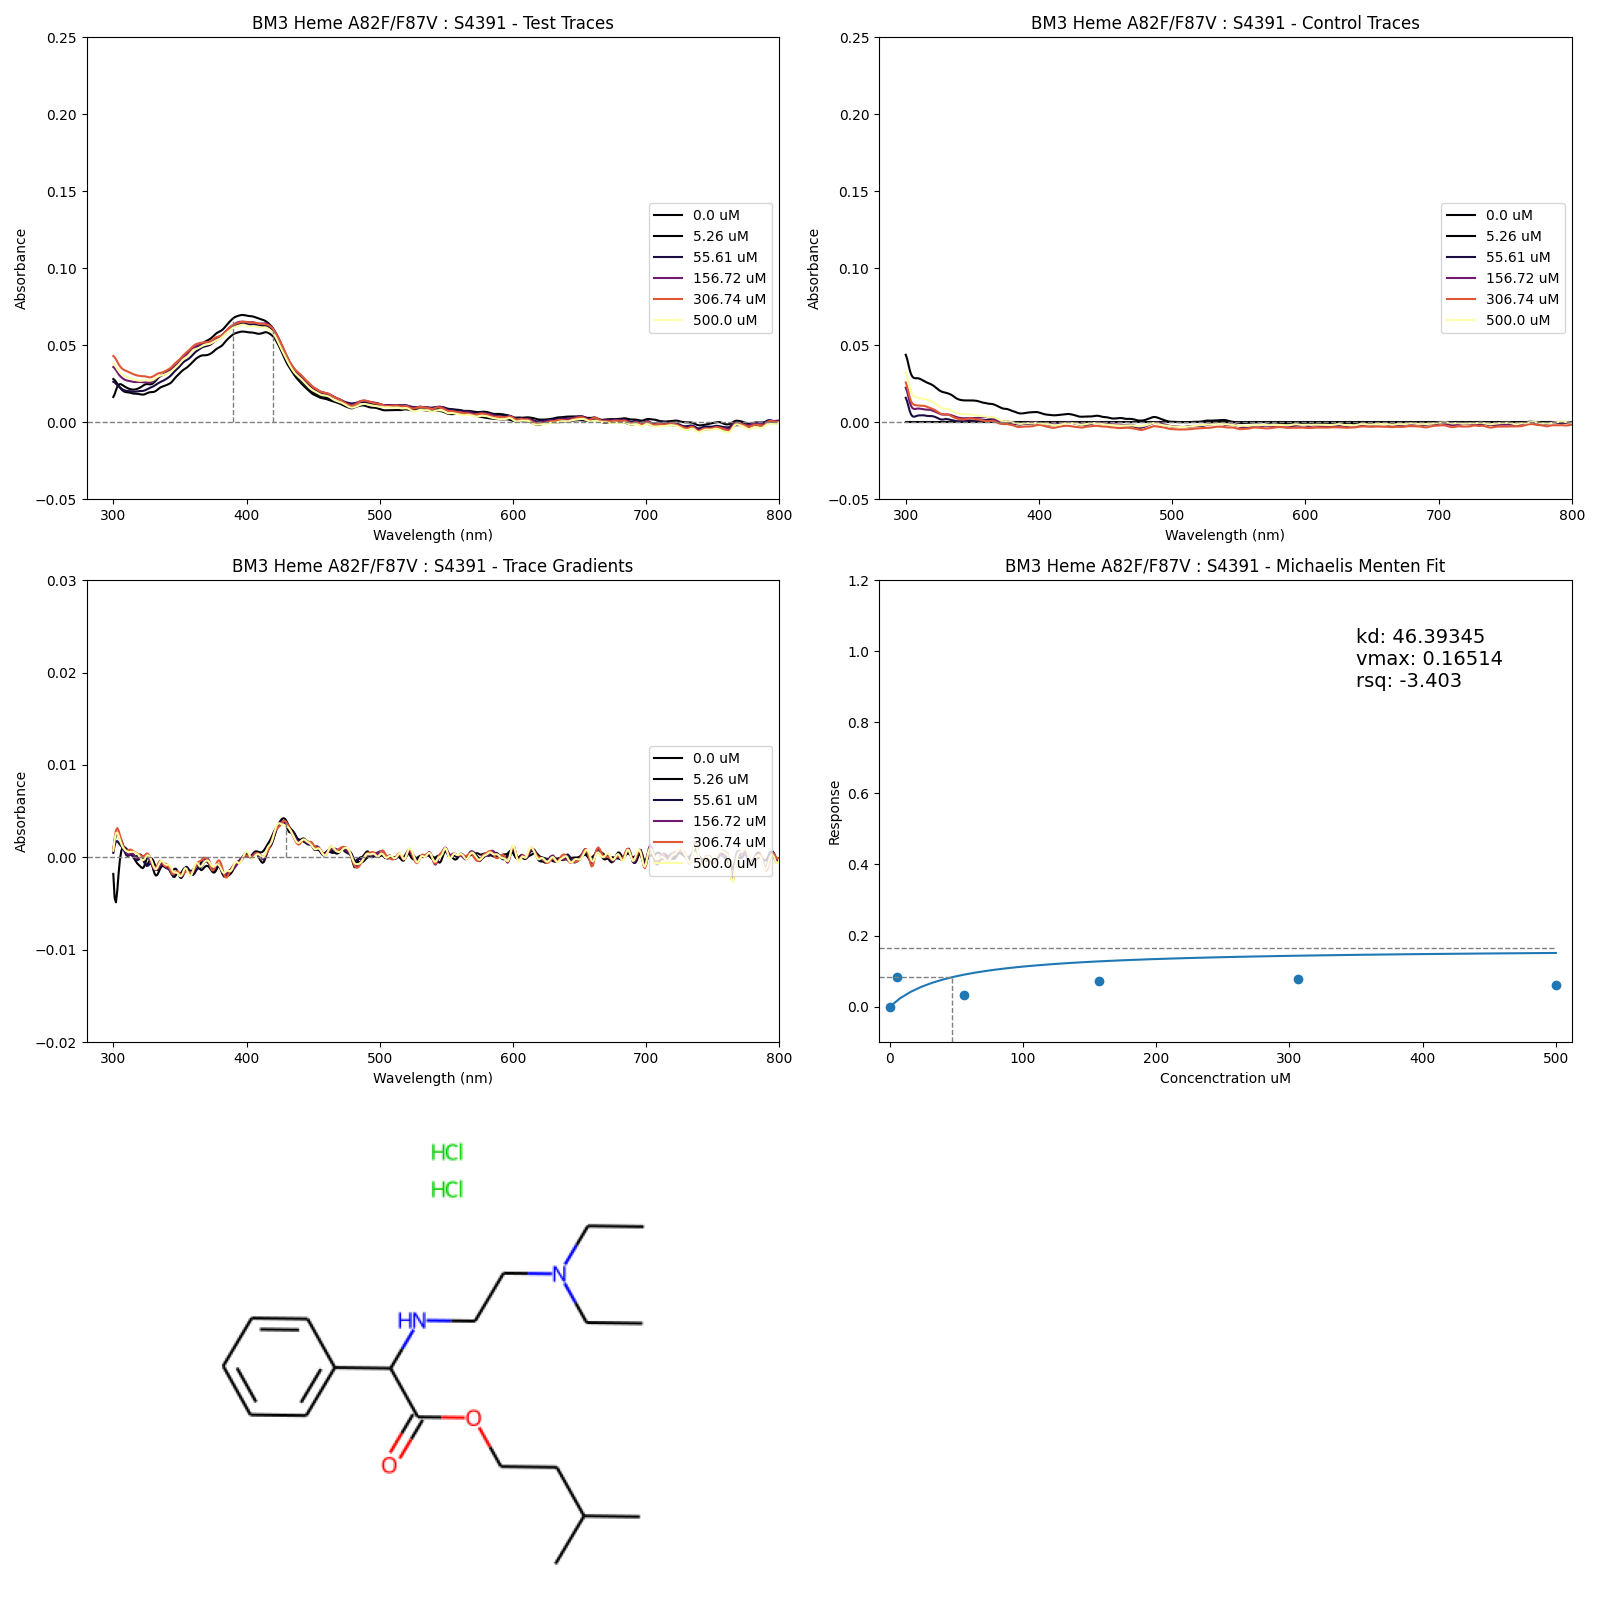 BM3 Heme A82F/F87V : S4391 - Test Traces
0.25
0.20
0.15
0.10
0.05
0.00
−0.05
Absorbance
300 400 500 600 700 800
Wavelength (nm)
0.0 uM
5.26 uM
55.61 uM
156.72 uM
306.74 uM
500.0 uM
BM3 Heme A82F/F87V : S4391 - Control Traces
0.25
0.20
0.15
0.10
0.05
0.00
−0.05
Absorbance
300 400 500 600 700 800
Wavelength (nm)
0.0 uM
5.26 uM
55.61 uM
156.72 uM
306.74 uM
500.0 uM
BM3 Heme A82F/F87V : S4391 - Trace Gradients
0.03
0.02
0.01
0.00
−0.01
−0.02
Absorbance
300 400 500 600 700 800
Wavelength (nm)
0.0 uM
5.26 uM
55.61 uM
156.72 uM
306.74 uM
500.0 uM
BM3 Heme A82F/F87V : S4391 - Michaelis Menten Fit
1.2
1.0
0.8
0.6
0.4
0.2
0.0
Response
kd: 46.39345
vmax: 0.16514
rsq: -3.403
0 100 200 300 400 500
Concenctration uM
HCl
HCl
N
HN
O
O